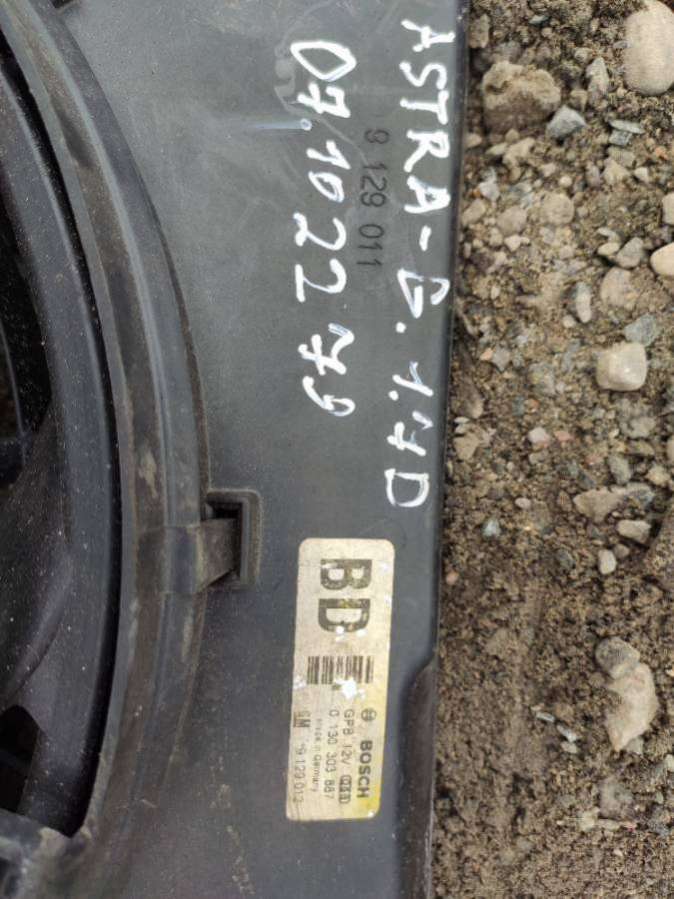 ASTRA-G. 1.7D
9 129 011
07.10 22 79
BD
BOSCH
GPB 12V
0 130 303 887
Made in Germany
GM 9 129 012